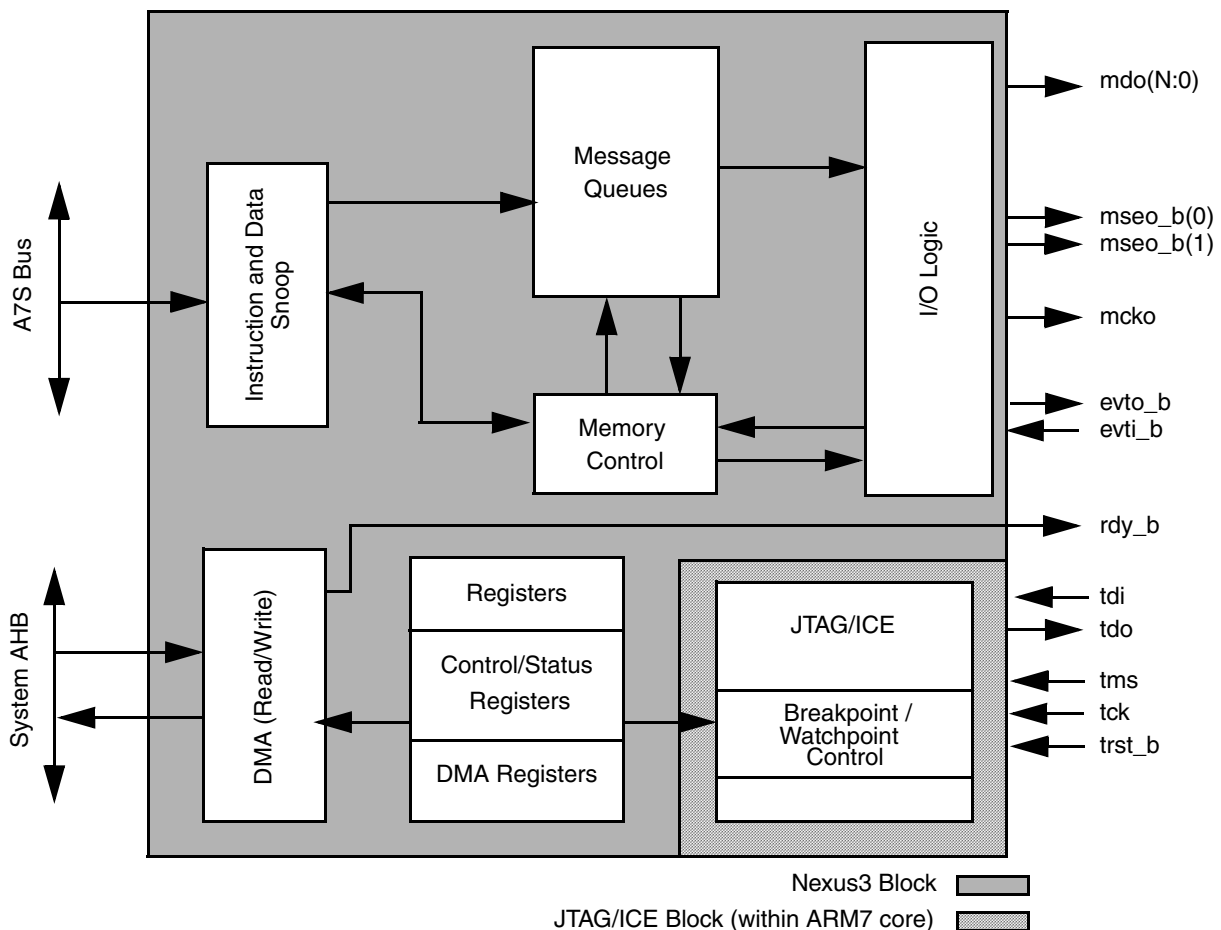 mdo(N:0)
Message
Queues
A7S Bus
Instruction and Data
Snoop
I/O Logic
mseo_b(0)
mseo_b(1)
mcko
evto_b
evti_b
Memory
Control
rdy_b
System AHB
DMA (Read/Write)
Registers
Control/Status
Registers
DMA Registers
JTAG/ICE
Breakpoint /
Watchpoint
Control
tdi
tdo
tms
tck
trst_b
Nexus3 Block
JTAG/ICE Block (within ARM7 core)